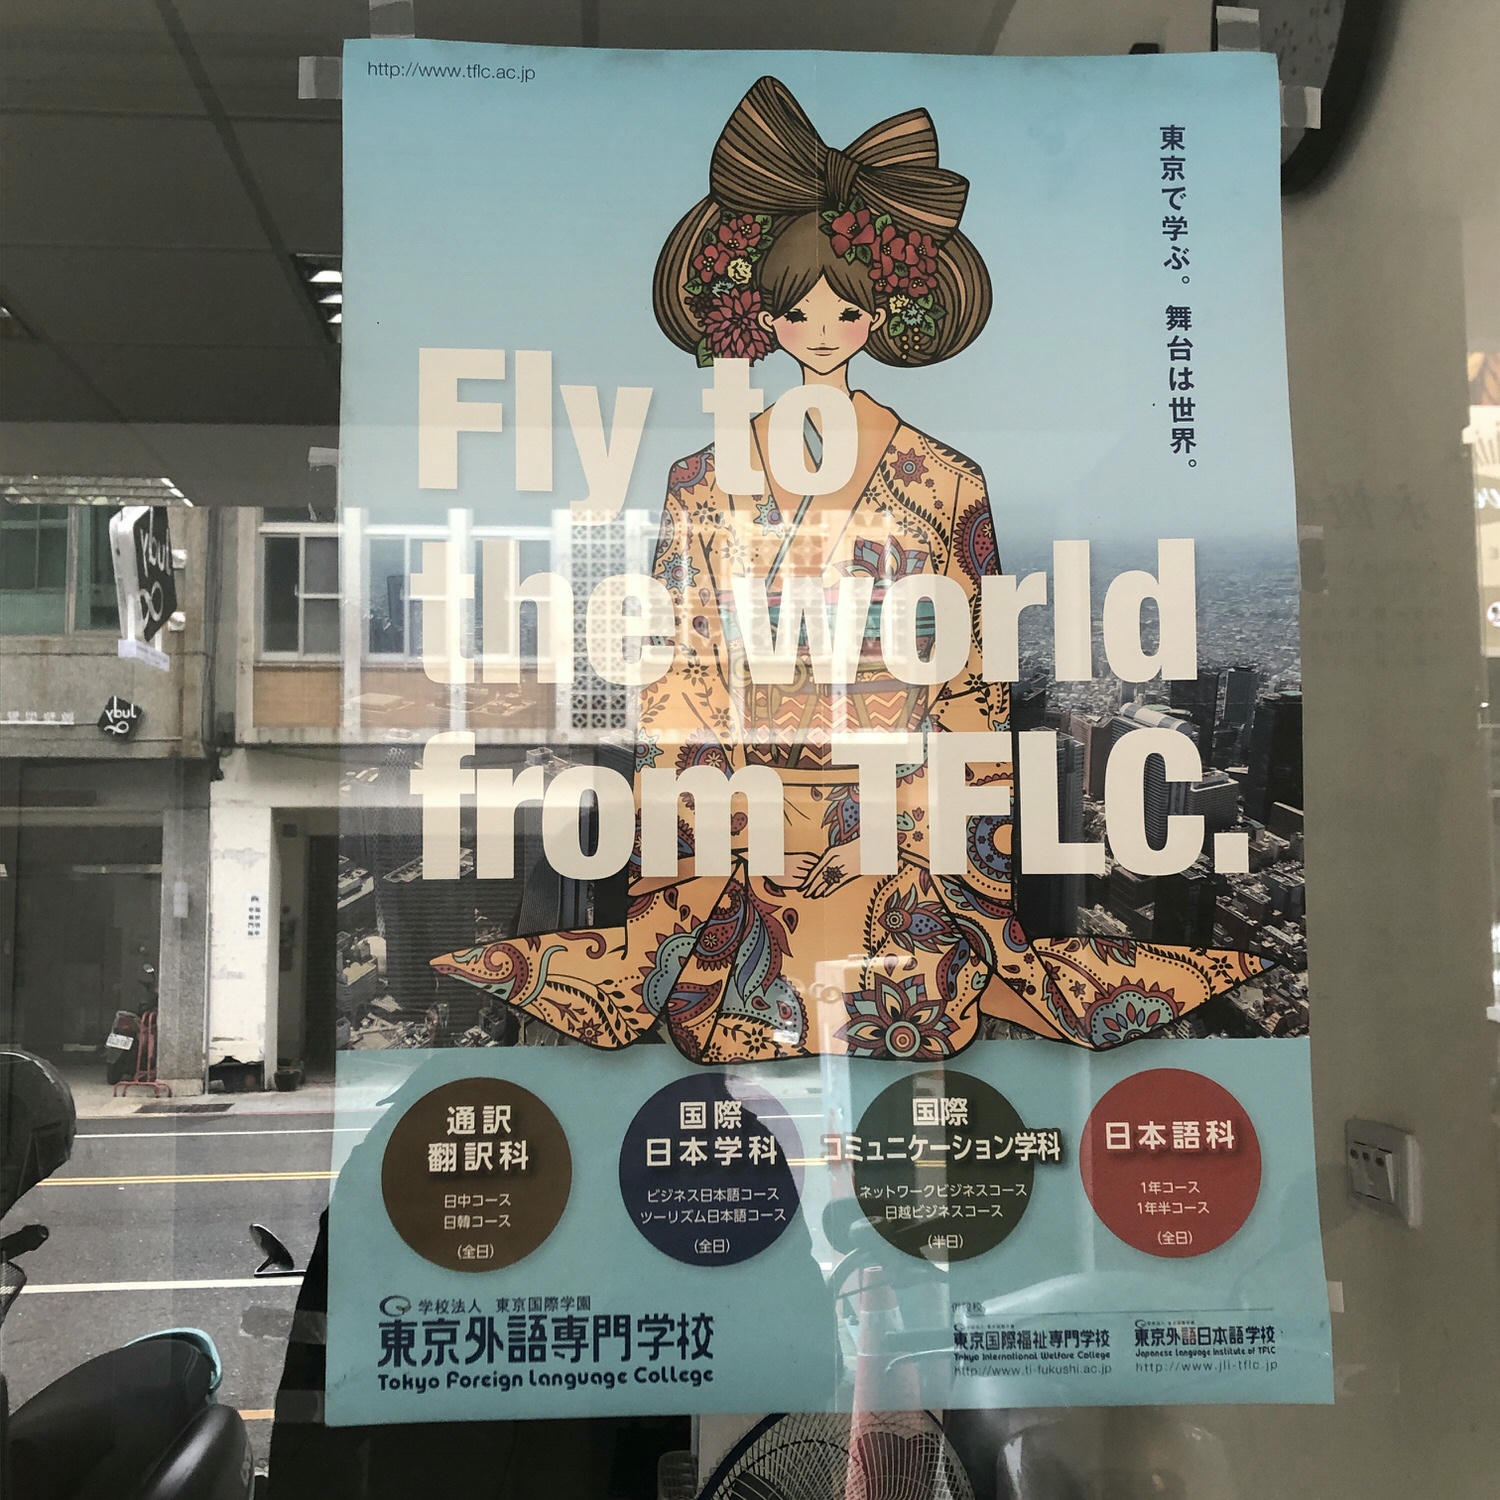 http://www.tflc.ac.jp
東京で学ぶ。舞台は世界。
Fly to
the world
from TFLC.
通訳
翻訳科
日中コース
日韓コース
(全日)
国際
日本学科
ビジネス日本語コース
ツーリズム日本語コース
(全日)
国際
コミュニケーション学科
ネットワークビジネスコース
日越ビジネスコース
(半日)
日本語科
1年コース
1年半コース
(全日)
学校法人 東京国際学園
東京外語専門学校
Tokyo Foreign Language College
併設校
東京国際福祉専門学校
Tokyo International Welfare College
http://www.ti-fukushi.ac.jp
東京外語日本語学校
Japanese Language Institute of TFLC
http://www.jli-tflc.jp
Judy
Judy